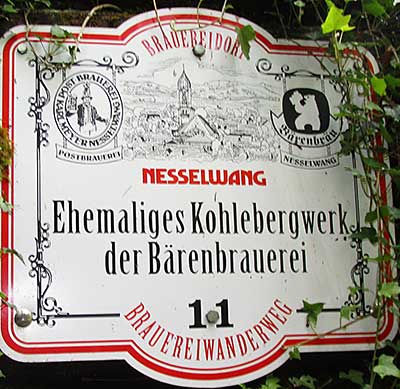 BRAUEREIDORF
POSTBRAUEREI
Bärenbräu
NESSELWANG
NESSELWANG
Ehemaliges Kohlebergwerk
der Bärenbrauerei
11
BRAUEREIWANDERWEG